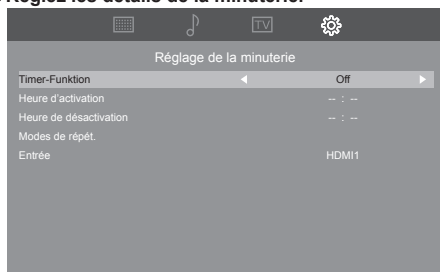 Réglez les détails de la minuterie.
TV
Réglage de la minuterie
Timer-Funktion Off
Heure d'activation -- : --
Heure de désactivation -- : --
Modes de répét.
Entrée HDMI1